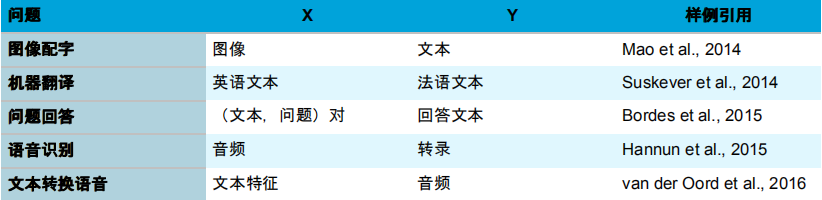 问题 X Y 样例引用
图像配字 图像 文本 Mao et al., 2014
机器翻译 英语文本 法语文本 Suskever et al., 2014
问题回答 （文本，问题）对 回答文本 Bordes et al., 2015
语音识别 音频 转录 Hannun et al., 2015
文本转换语音 文本特征 音频 van der Oord et al., 2016